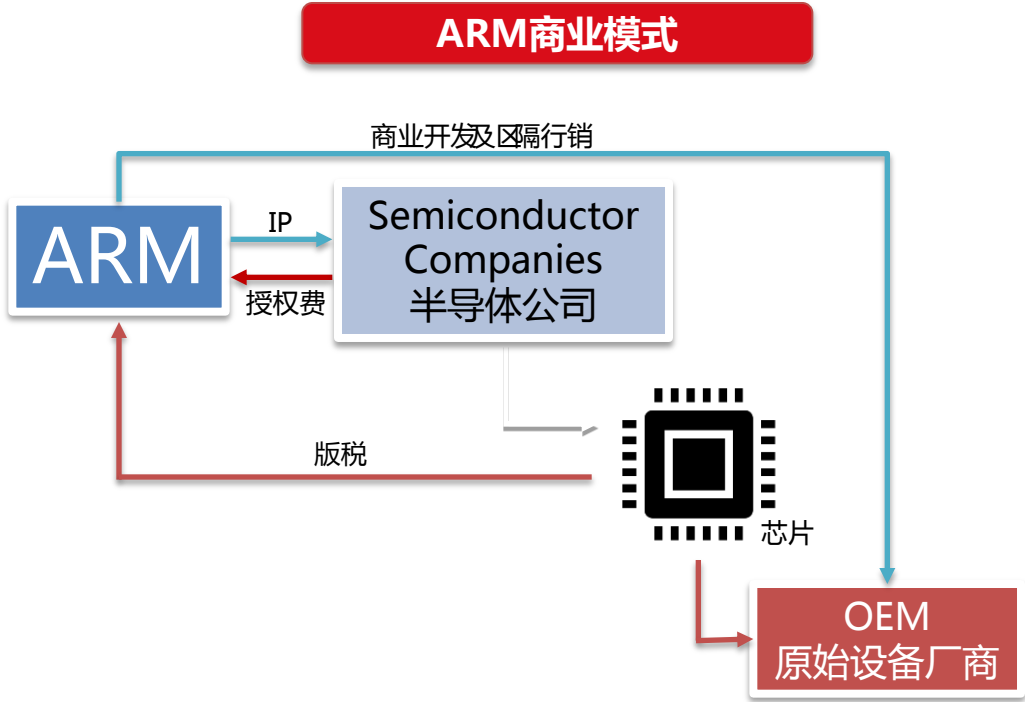 ARM商业模式
商业开发及区隔行销
ARM
IP
授权费
Semiconductor
Companies
半导体公司
版税
芯片
OEM
原始设备厂商